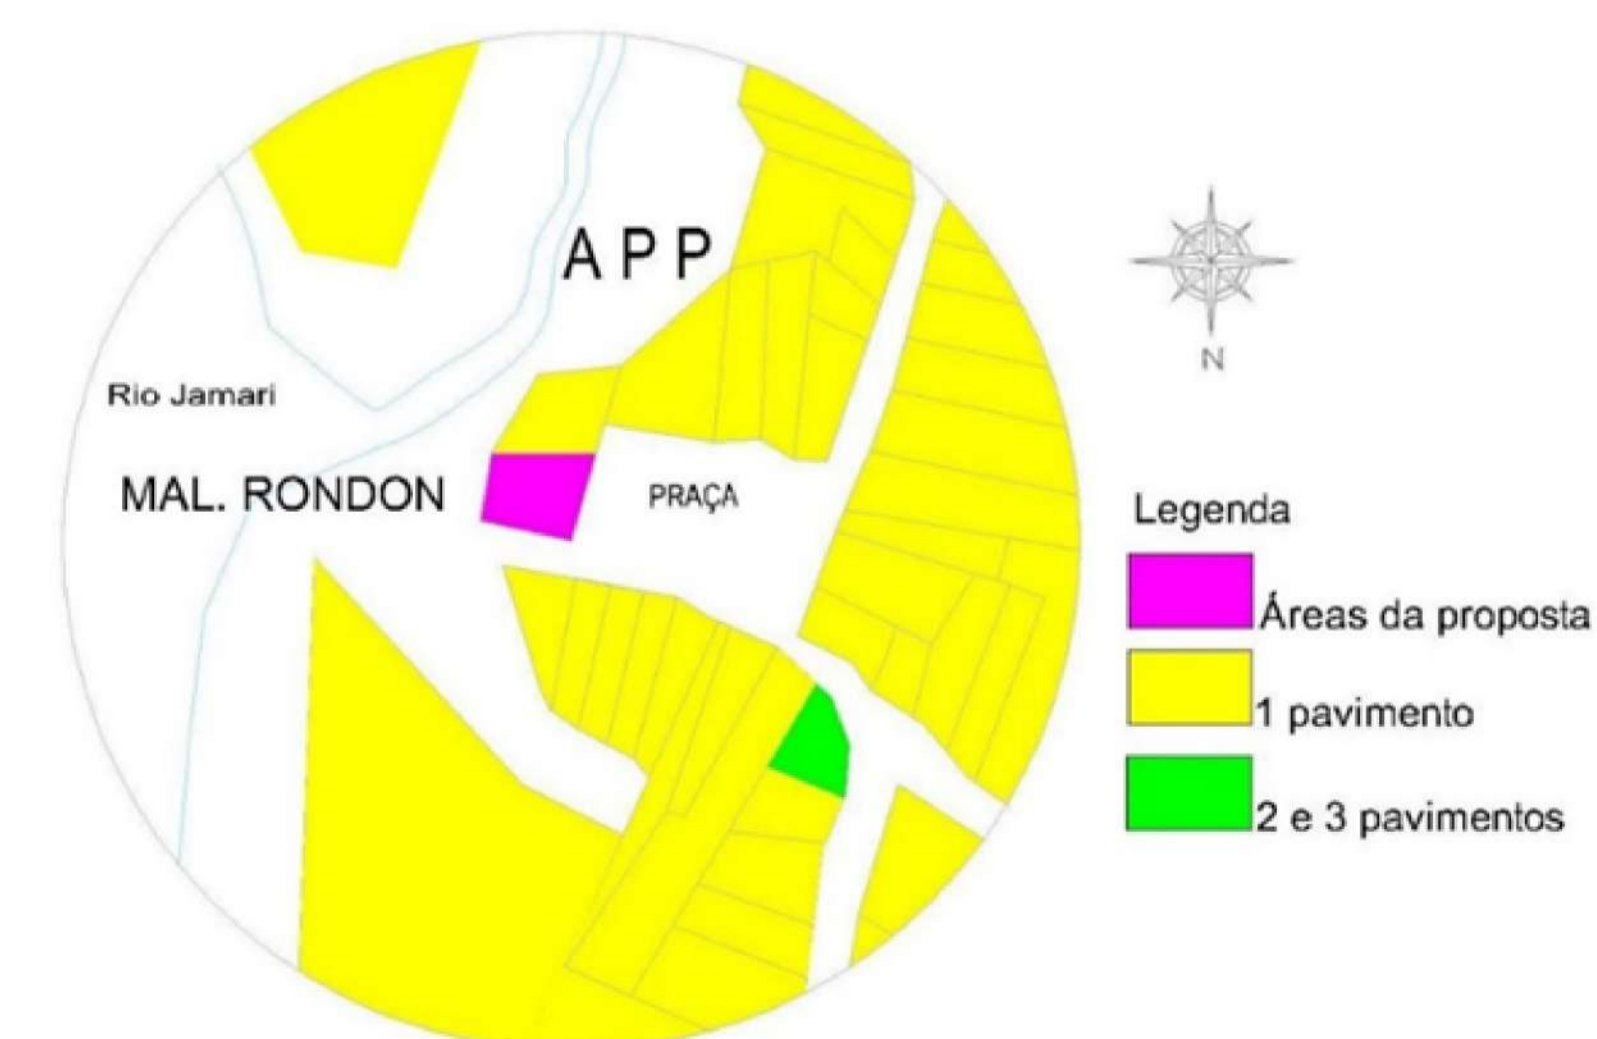 APP
Rio Jamari
MAL. RONDON
PRAÇA
N
Legenda
Áreas da proposta
1 pavimento
2 e 3 pavimentos